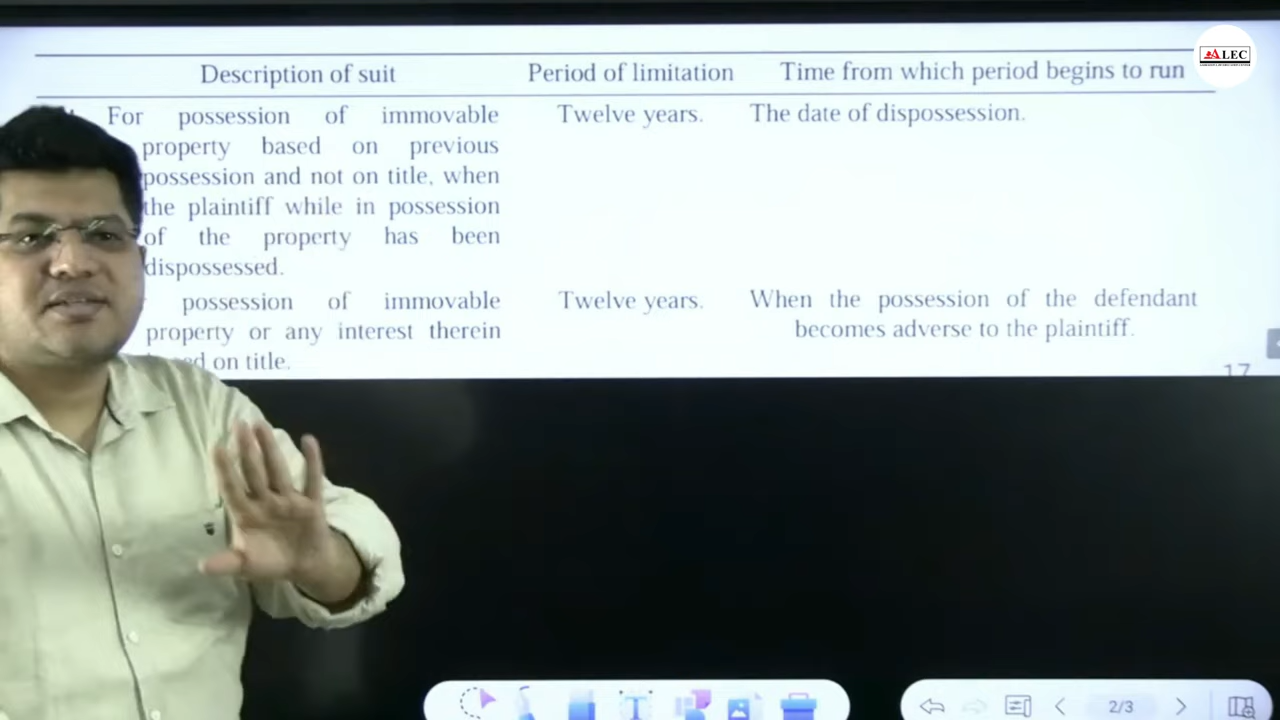 ALEC
Description of suit Period of limitation Time from which period begins to run
For possession of immovable Twelve years. The date of dispossession.
property based on previous
possession and not on title, when
the plaintiff while in possession
of the property has been
dispossessed.
possession of immovable Twelve years. When the possession of the defendant
property or any interest therein becomes adverse to the plaintiff.
on title.
17
2/3